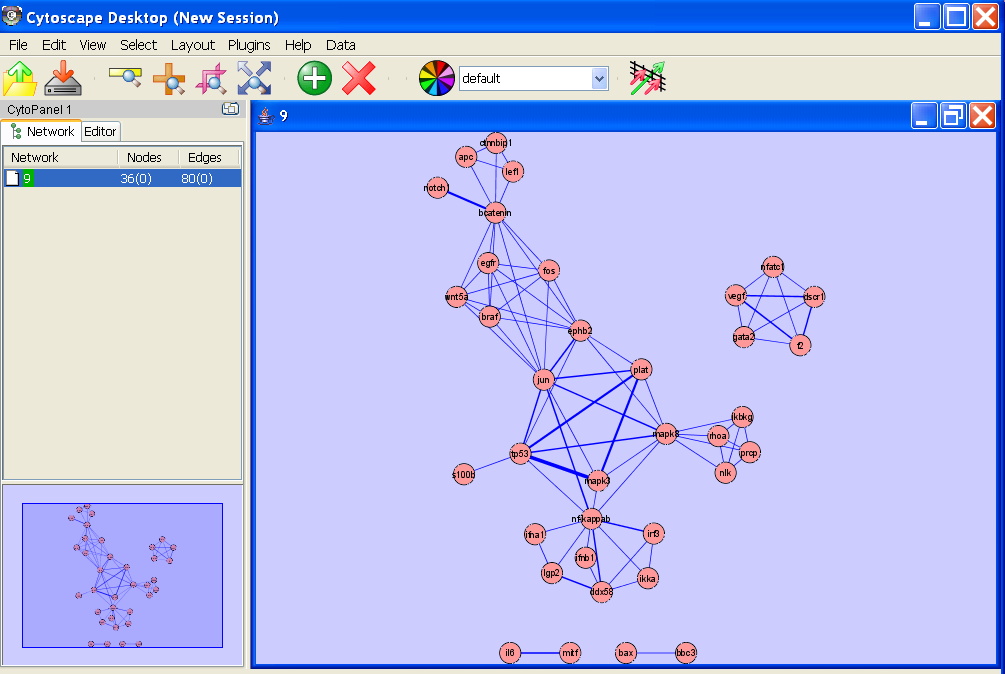 Cytoscape Desktop (New Session)
File Edit View Select Layout Plugins Help Data
default
CytoPanel 1
Network Editor
Network Nodes Edges
9 36(0) 80(0)
9
ctnnbip1
apc
lef1
notch1
bcatenin
egfr
fos
wnt5a
braf
ephb2
nfatc1
vegf
dscr1
gata2
f2
plat
jun
ikbkg
mapk8
rhoa
prcp
nlk
tp53
s100b
mapk3
nfkappab
ifna1
irf3
ifnb1
lgp2
ikka
ddx58
il6 mitf bax bbc3